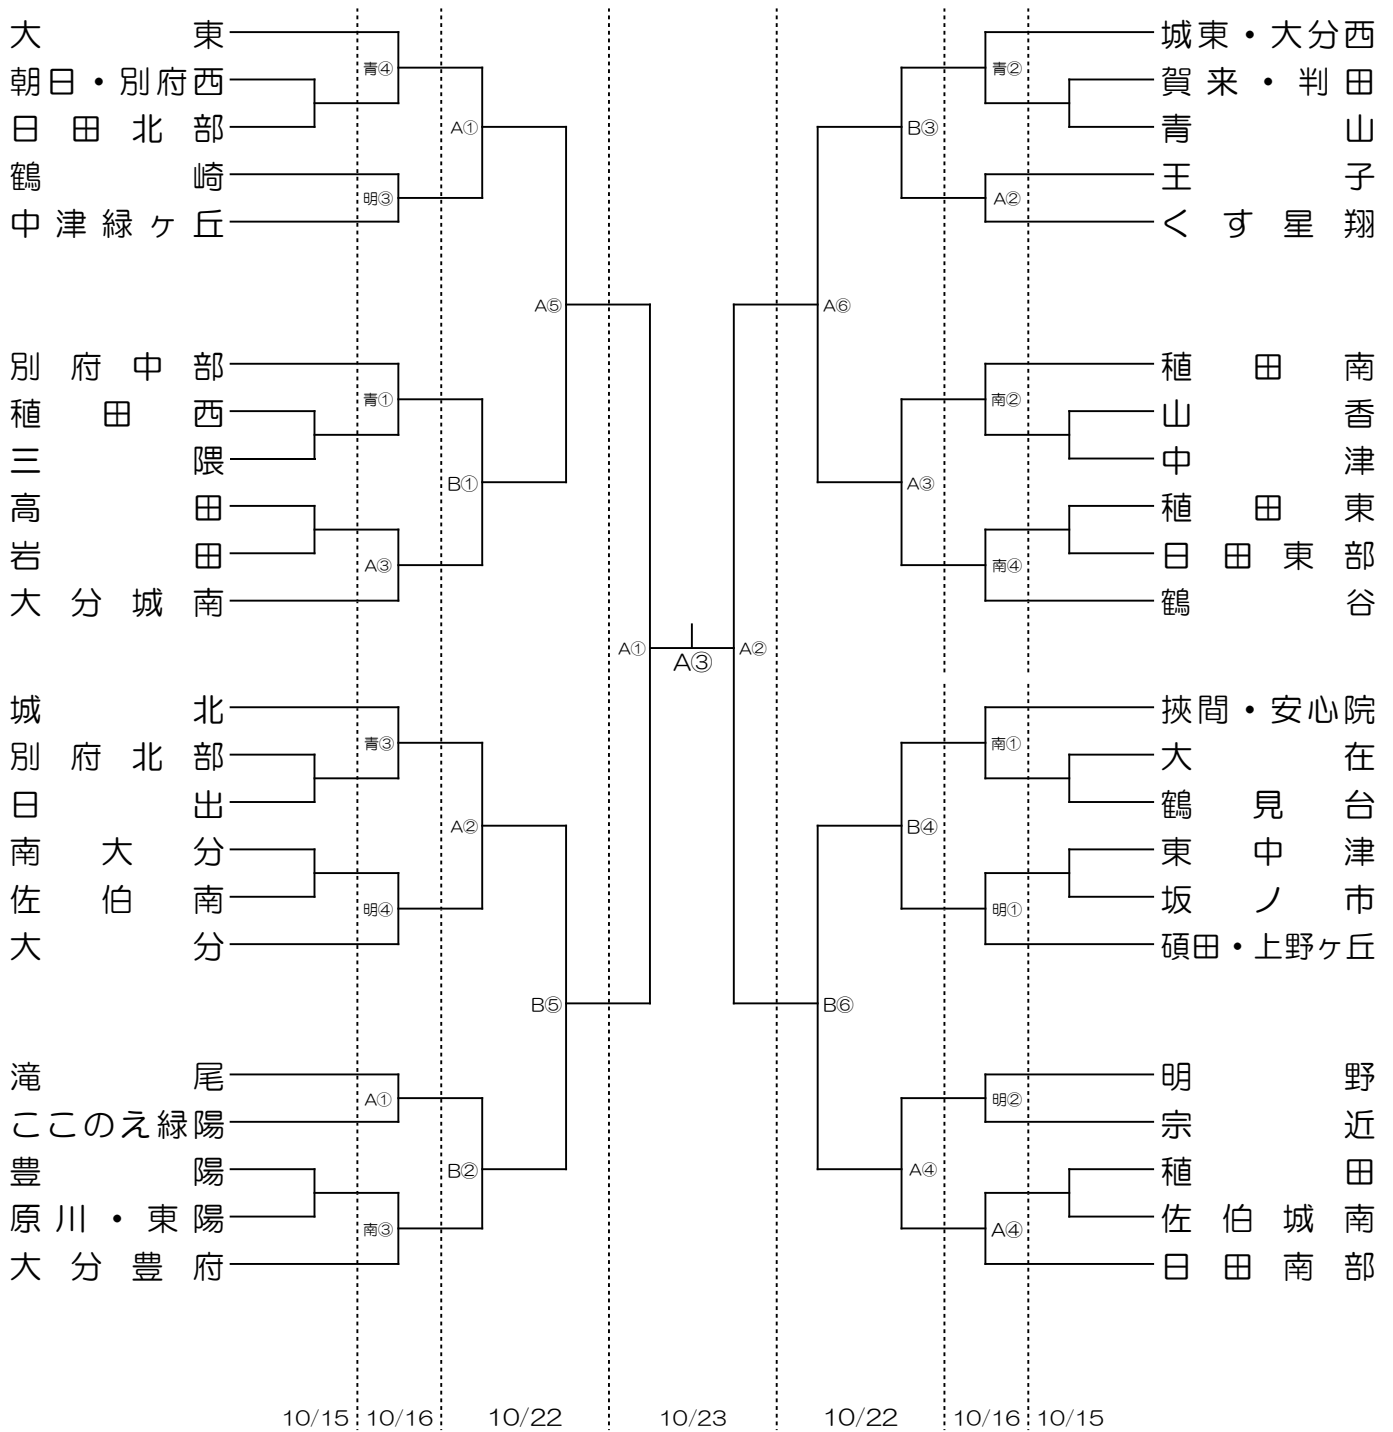 大東
青④
朝日・別府西
日田北部
A①
鶴崎
明③
中津緑ヶ丘
A⑤
別府中部
青①
稙田西
三隈
B①
高田
岩田
A③
大分城南
城北
青③
別府北部
日出
A②
南大分
佐伯南
明④
大分
B⑤
滝尾
A①
ここのえ緑陽
豊陽
B②
原川・東陽
南③
大分豊府
A①
A③
A②
城東・大分西
青②
賀来・判田
青山
B③
王子
A②
くす星翔
A⑥
稙田南
南②
山香
中津
A③
稙田東
日田東部
南④
鶴谷
挾間・安心院
南①
大在
鶴見台
B④
東中津
坂ノ市
明①
碩田・上野ヶ丘
B⑥
明野
明②
宗近
稙田
A④
佐伯城南
A④
日田南部
10/15 10/16 10/22 10/23 10/22 10/16 10/15